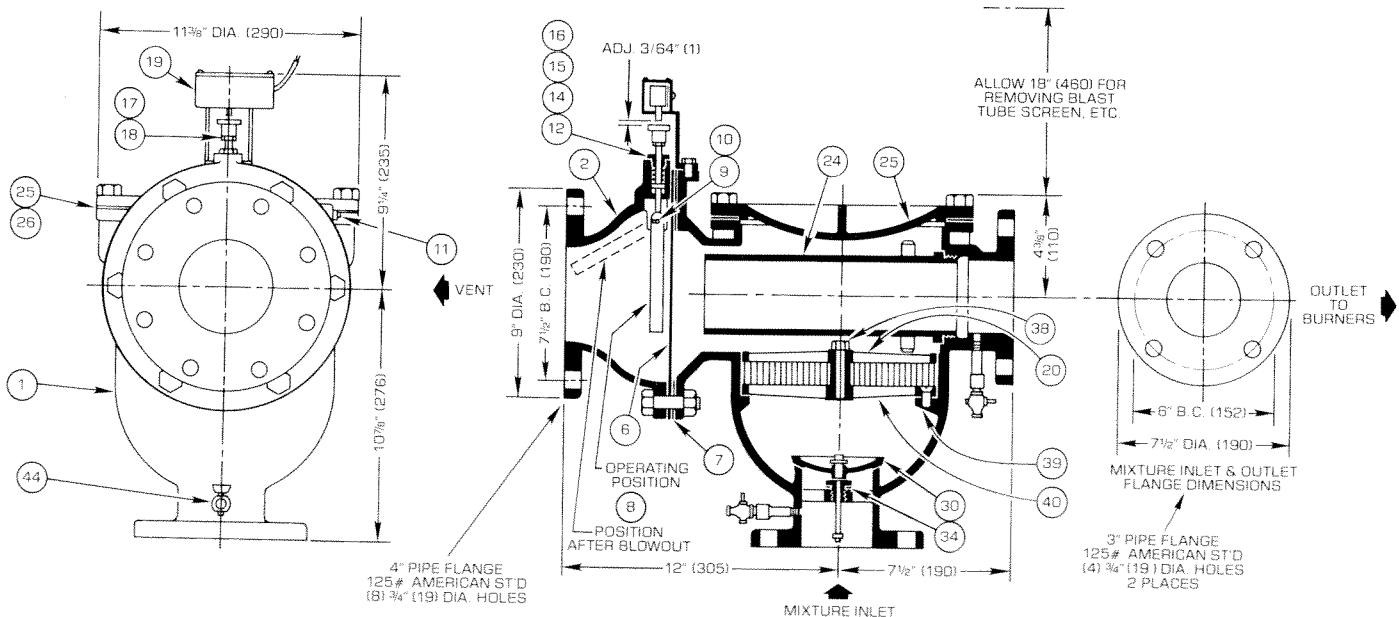 11⅜" DIA. (290)
19
17
18
25
26
11
9¼" (235)
10⅞" (276)
1
44
VENT
16
15
14
12
ADJ. 3/64" (1)
10
9
2
24
25
ALLOW 18" (460) FOR
REMOVING BLAST
TUBE SCREEN, ETC.
4⅜"
(110)
9" DIA. (230)
7½" B.C. (190)
OUTLET
TO
BURNERS
38
20
6
7
39
40
30
34
OPERATING
POSITION
8
POSITION
AFTER BLOWOUT
4" PIPE FLANGE
125# AMERICAN ST'D
(8) ¾" (19) DIA. HOLES
12" (305)
7½" (190)
MIXTURE INLET
6" B.C. (152)
7½" DIA. (190)
MIXTURE INLET & OUTLET
FLANGE DIMENSIONS
3" PIPE FLANGE
125# AMERICAN ST'D
(4) ¾" (19) DIA. HOLES
2 PLACES